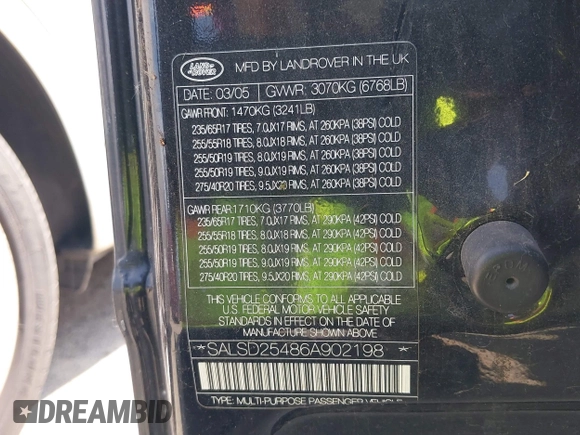 LAND ROVER
MFD BY LANDROVER IN THE UK
DATE: 03/05 GVWR: 3070KG (6768LB)
GAWR FRONT: 1470KG (3241LB)
235/65R17 TIRES, 7.0JX17 RIMS, AT 260KPA (38PSI) COLD
255/55R18 TIRES, 8.0JX18 RIMS, AT 260KPA (38PSI) COLD
255/50R19 TIRES, 8.0JX19 RIMS, AT 260KPA (38PSI) COLD
255/50R19 TIRES, 9.0JX19 RIMS, AT 260KPA (38PSI) COLD
275/40R20 TIRES, 9.5JX20 RIMS, AT 260KPA (38PSI) COLD
GAWR REAR: 1710KG (3770LB)
235/65R17 TIRES, 7.0JX17 RIMS, AT 290KPA (42PSI) COLD
255/55R18 TIRES, 8.0JX18 RIMS, AT 290KPA (42PSI) COLD
255/50R19 TIRES, 8.0JX19 RIMS, AT 290KPA (42PSI) COLD
255/50R19 TIRES, 9.0JX19 RIMS, AT 290KPA (42PSI) COLD
275/40R20 TIRES, 9.5JX20 RIMS, AT 290KPA (42PSI) COLD
THIS VEHICLE CONFORMS TO ALL APPLICABLE
U.S. FEDERAL MOTOR VEHICLE SAFETY
STANDARDS IN EFFECT ON THE DATE OF
MANUFACTURE SHOWN ABOVE
*SALSD25486A902198*
TYPE: MULTI-PURPOSE PASSENGER VEHICLE
DREAMBID